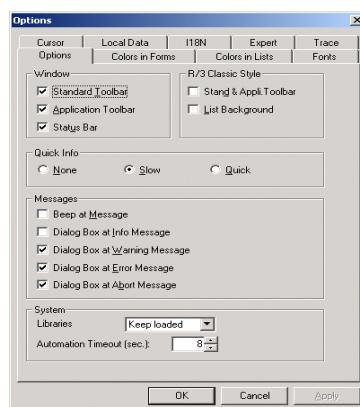 Options
Cursor Local Data I18N Expert Trace
Options Colors in Forms Colors in Lists Fonts
Window
Standard Toolbar
Application Toolbar
Status Bar
R/3 Classic Style
Stand & Appli.Toolbar
List Background
Quick Info
None Slow Quick
Messages
Beep at Message
Dialog Box at Info Message
Dialog Box at Warning Message
Dialog Box at Error Message
Dialog Box at Abort Message
System
Libraries Keep loaded
Automation Timeout (sec.): 8
OK Cancel Apply